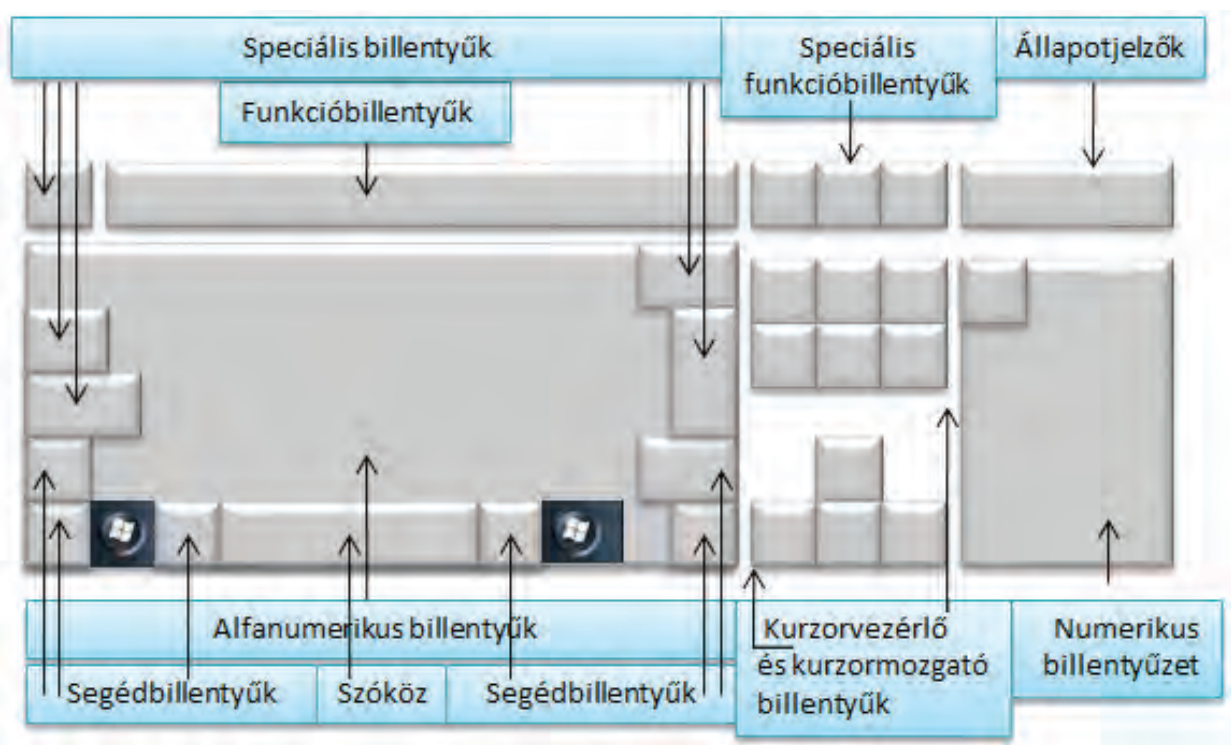 Speciális billentyűk
Speciális
funkcióbillentyűk
Állapotjelzők
Funkcióbillentyűk
Alfanumerikus billentyűk
Segédbillentyűk
Szóköz
Segédbillentyűk
Kurzorvezérlő
és kurzormozgató
billentyűk
Numerikus
billentyűzet